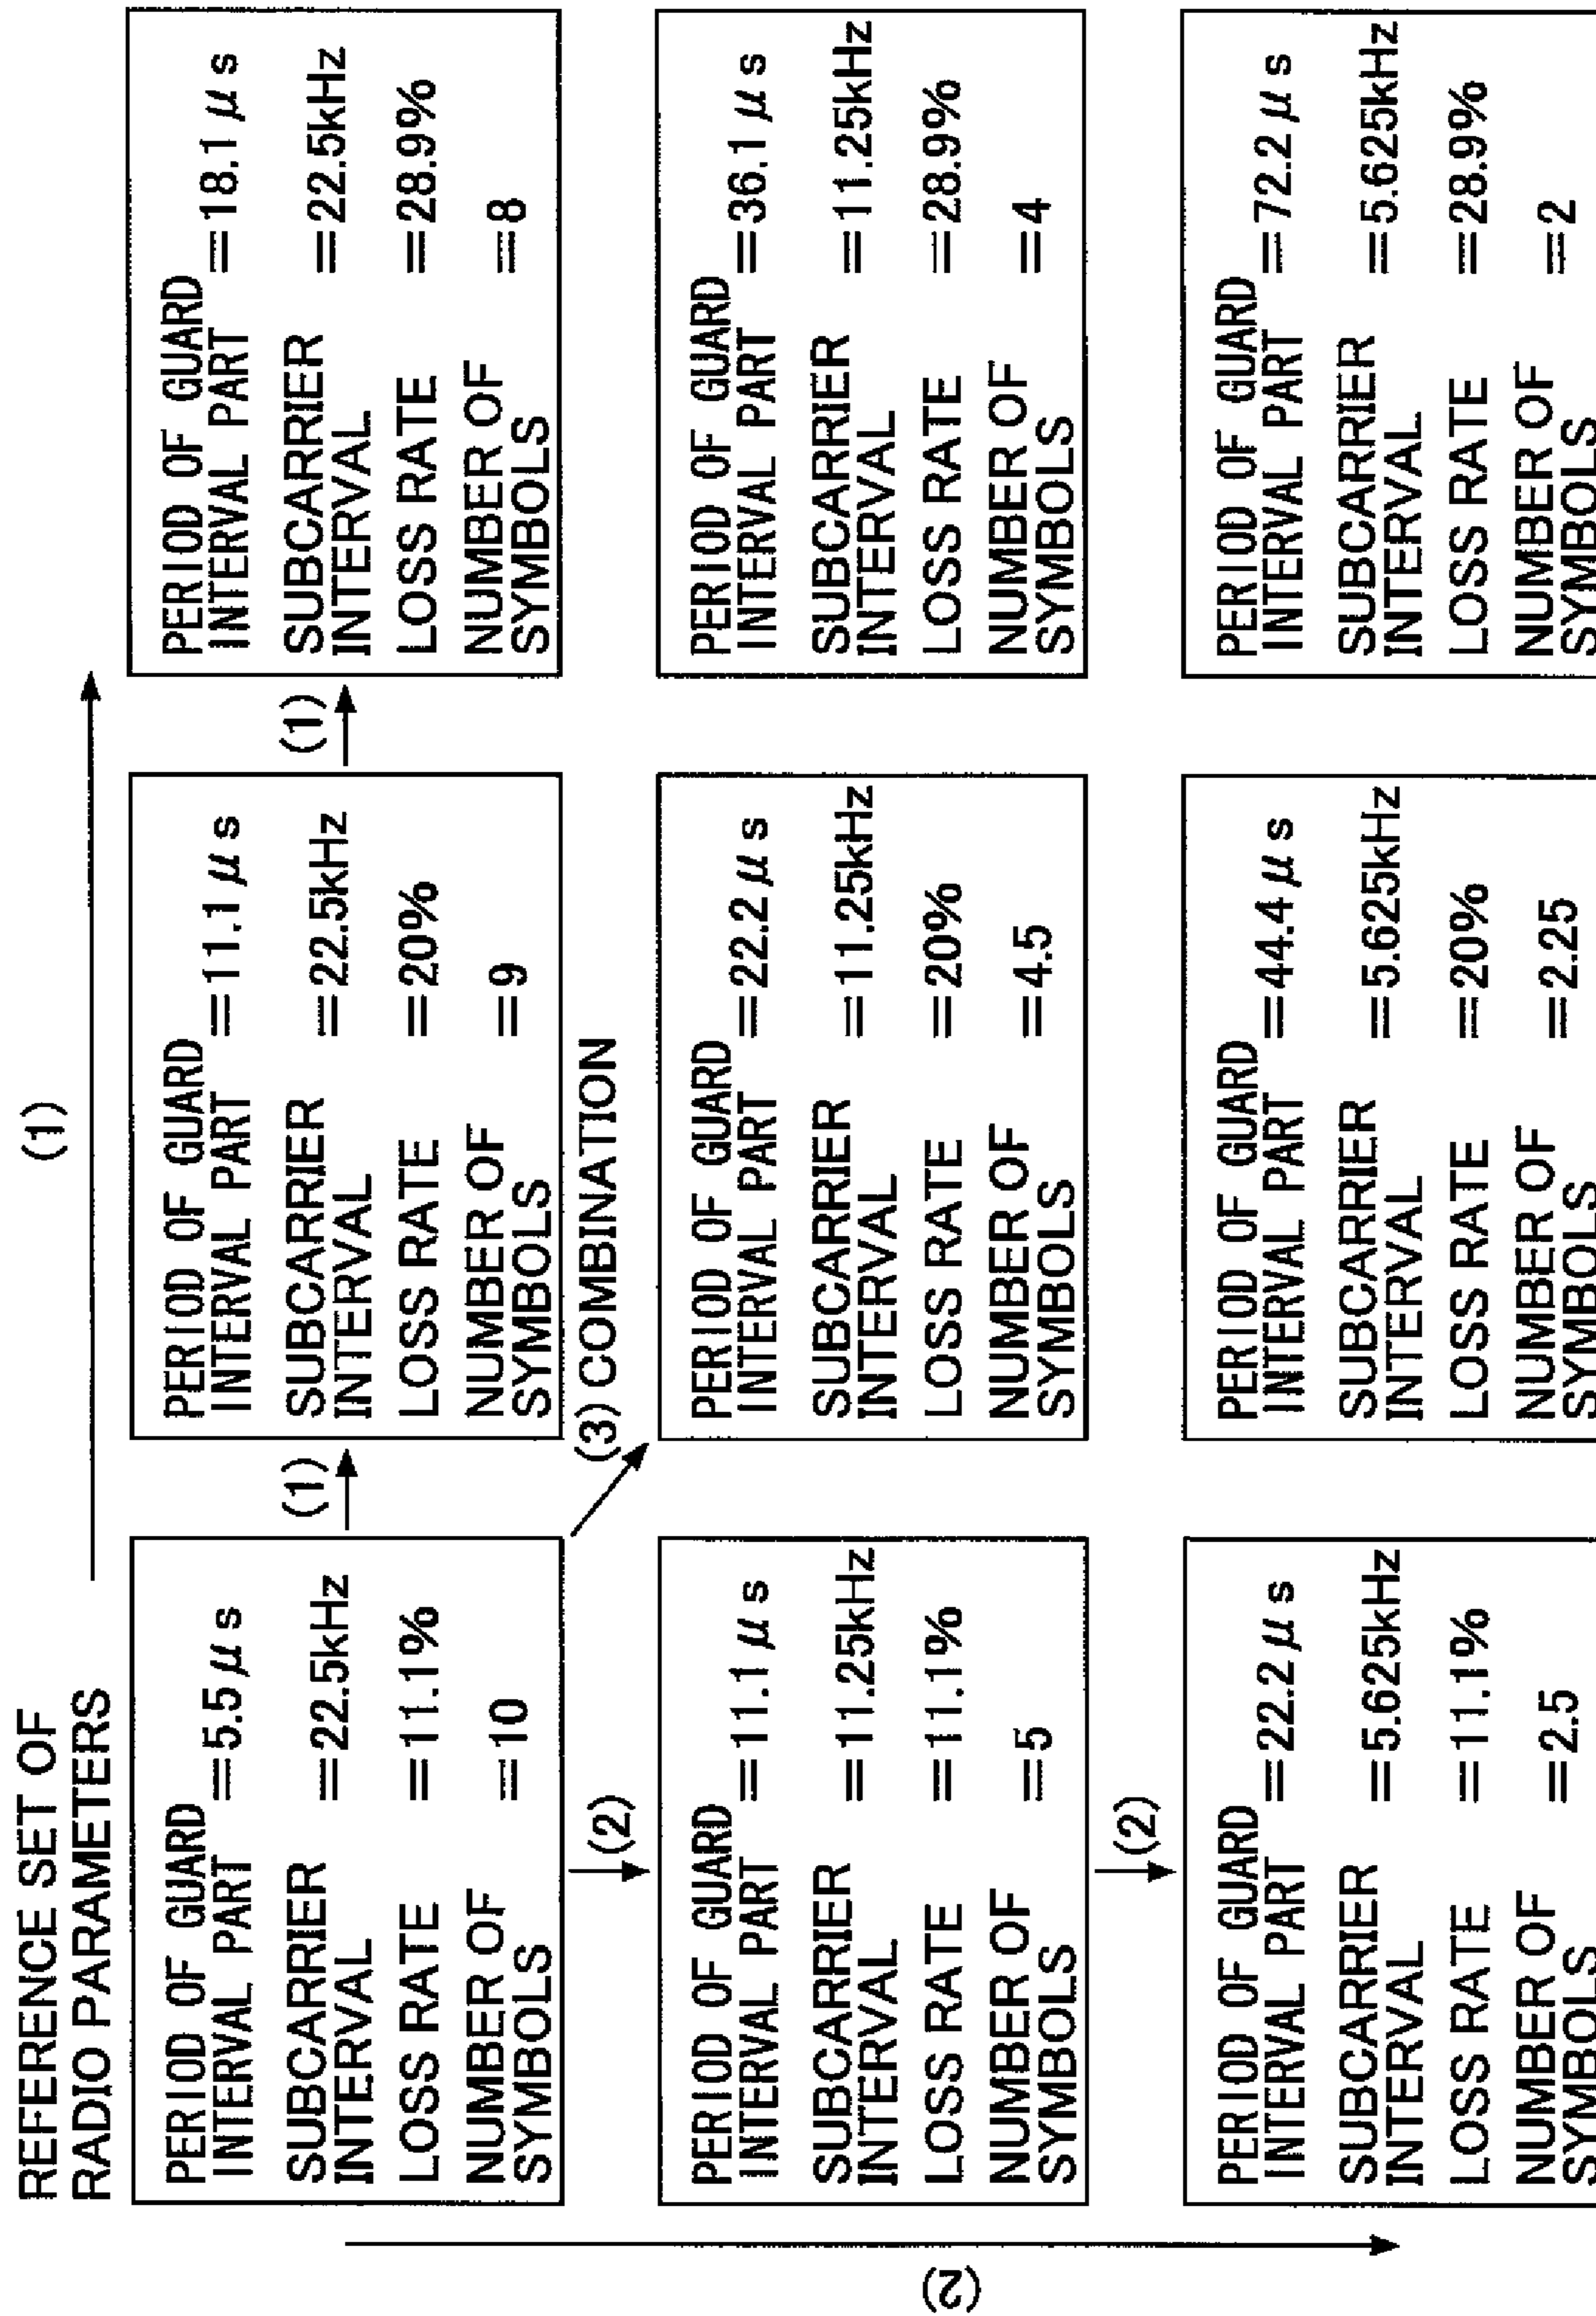 REFERENCE SET OF
RADIO PARAMETERS
(1)
PERIOD OF GUARD
INTERVAL PART =5.5 μs
SUBCARRIER
INTERVAL =22.5kHz
LOSS RATE =11.1%
NUMBER OF
SYMBOLS =10
(1)
PERIOD OF GUARD
INTERVAL PART =11.1 μs
SUBCARRIER
INTERVAL =22.5kHz
LOSS RATE =20%
NUMBER OF
SYMBOLS =9
(1)
PERIOD OF GUARD
INTERVAL PART =18.1 μs
SUBCARRIER
INTERVAL =22.5kHz
LOSS RATE =28.9%
NUMBER OF
SYMBOLS =8
(2)
(3) COMBINATION
(2)
PERIOD OF GUARD
INTERVAL PART =11.1 μs
SUBCARRIER
INTERVAL =11.25kHz
LOSS RATE =11.1%
NUMBER OF
SYMBOLS =5
PERIOD OF GUARD
INTERVAL PART =22.2 μs
SUBCARRIER
INTERVAL =11.25kHz
LOSS RATE =20%
NUMBER OF
SYMBOLS =4.5
PERIOD OF GUARD
INTERVAL PART =36.1 μs
SUBCARRIER
INTERVAL =11.25kHz
LOSS RATE =28.9%
NUMBER OF
SYMBOLS =4
(2)
PERIOD OF GUARD
INTERVAL PART =22.2 μs
SUBCARRIER
INTERVAL =5.625kHz
LOSS RATE =11.1%
NUMBER OF
SYMBOLS =2.5
PERIOD OF GUARD
INTERVAL PART =44.4 μs
SUBCARRIER
INTERVAL =5.625kHz
LOSS RATE =20%
NUMBER OF
SYMBOLS =2.25
PERIOD OF GUARD
INTERVAL PART =72.2 μs
SUBCARRIER
INTERVAL =5.625kHz
LOSS RATE =28.9%
NUMBER OF
SYMBOLS =2